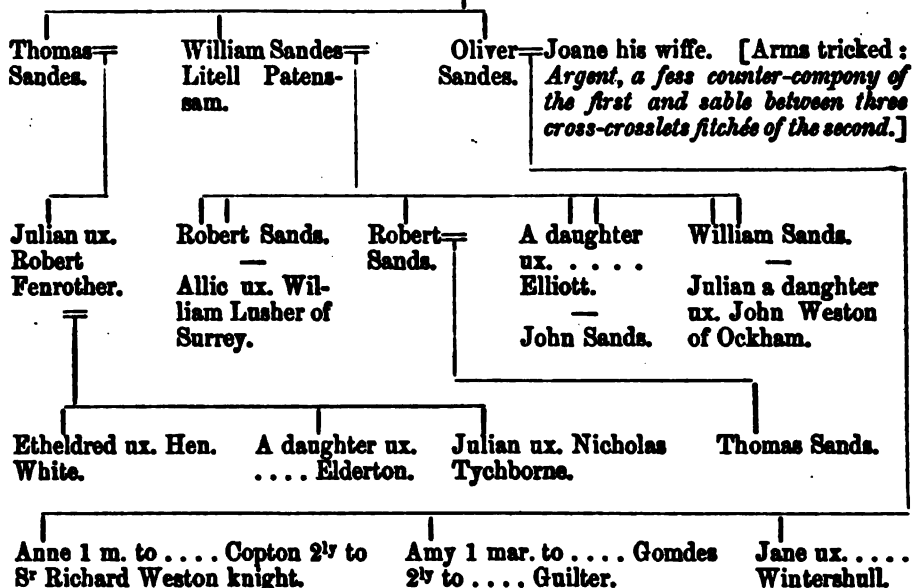 Thomas=
Sandes.
William Sandes=
Litell Patens-
sam.
Oliver=Joane his wiffe. [Arms tricked :
Sandes. Argent, a fess counter-compony of
the first and sable between three
cross-crosslets fitchée of the second.]
Julian ux.
Robert
Fenrother.
=
Robert Sands.
—
Allic ux. Wil-
liam Lusher of
Surrey.
Robert=
Sands.
A daughter
ux. . . . .
Elliott.
—
John Sands.
William Sands.
—
Julian a daughter
ux. John Weston
of Ockham.
Etheldred ux. Hen.
White.
A daughter ux.
. . . . Elderton.
Julian ux. Nicholas
Tychborne.
Thomas Sands.
Anne 1 m. to . . . . Copton 2ly to
Sr Richard Weston knight.
Amy 1 mar. to . . . . Gomdes
2ly to . . . . Guilter.
Jane ux. . . . .
Wintershull.